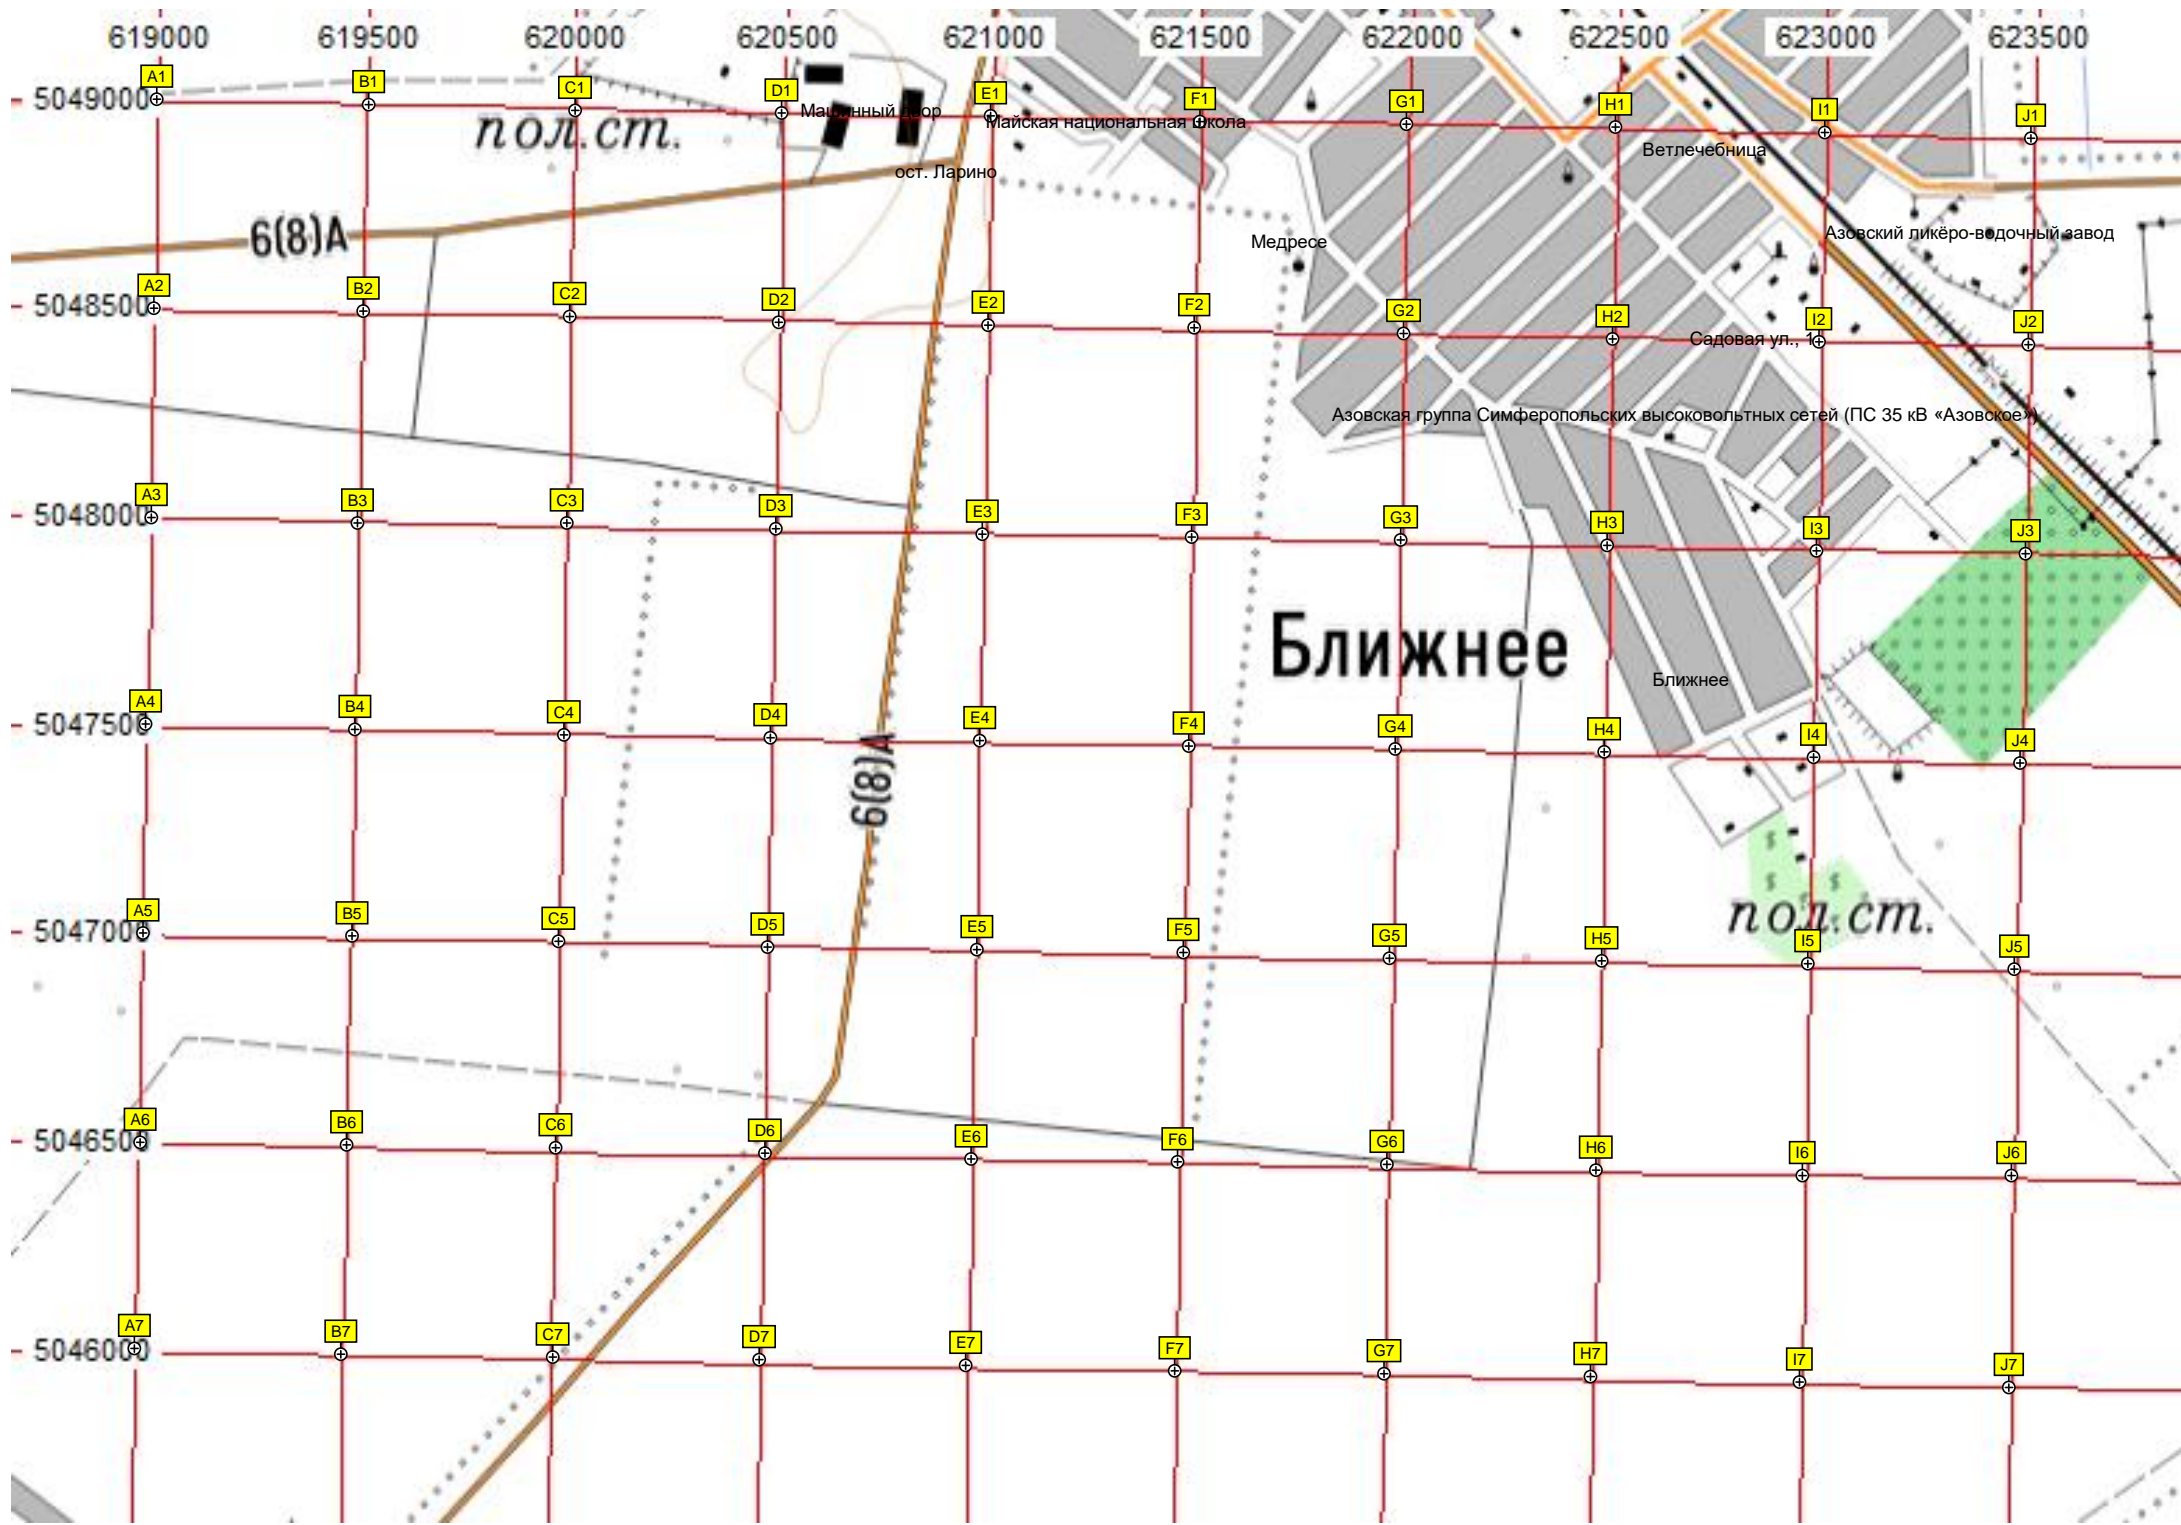 619000 619500 620000 620500 621000 621500 622000 622500 623000 623500
5049000
A1 B1 C1 D1 E1 F1 G1 H1 I1 J1
Машинный двор
Майская национальная школа
пол.ст.
Ветлечебница
ост. Ларино
6(8)А
Медресе
Азовский ликёро-водочный завод
5048500
A2 B2 C2 D2 E2 F2 G2 H2 I2 J2
Садовая ул., 1
Азовская группа Симферопольских высоковольтных сетей (ПС 35 кВ «Азовское»)
5048000
A3 B3 C3 D3 E3 F3 G3 H3 I3 J3
Ближнее
Ближнее
5047500
A4 B4 C4 D4 E4 F4 G4 H4 I4 J4
6(8)А
5047000
A5 B5 C5 D5 E5 F5 G5 H5 I5 J5
пол.ст.
5046500
A6 B6 C6 D6 E6 F6 G6 H6 I6 J6
5046000
A7 B7 C7 D7 E7 F7 G7 H7 I7 J7